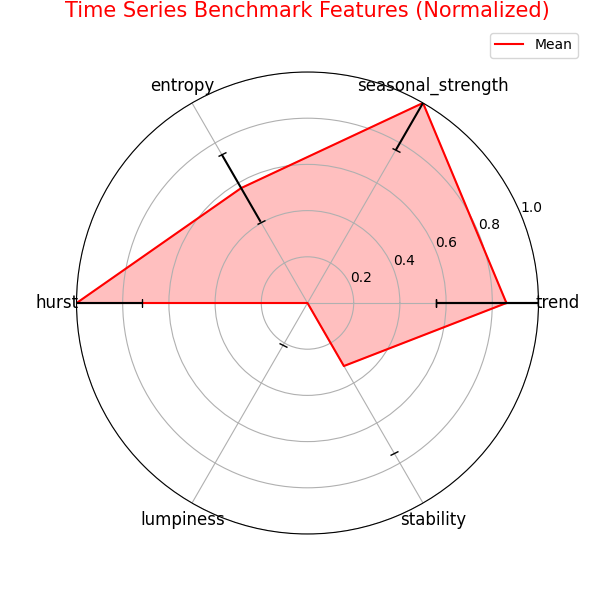 Time Series Benchmark Features (Normalized)
Mean
entropy
seasonal_strength
1.0
0.8
0.6
0.4
0.2
hurst
trend
lumpiness
stability